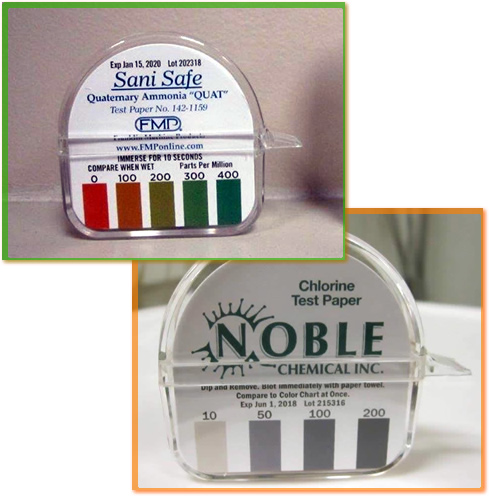 Exp Jan 15, 2020 Lot 202318
Sani Safe
Quaternary Ammonia "QUAT"
Test Paper No. 142-1159
FMP
Franklin Machine Products
www.FMPonline.com
IMMERSE FOR 10 SECONDS
COMPARE WHEN WET Parts Per Million
0 100 200 300 400
Chlorine
Test Paper
NOBLE
CHEMICAL INC.
Dip and Remove. Blot immediately with paper towel.
Compare to Color Chart at Once.
Exp Jun 1, 2018 Lot 215316
10 50 100 200